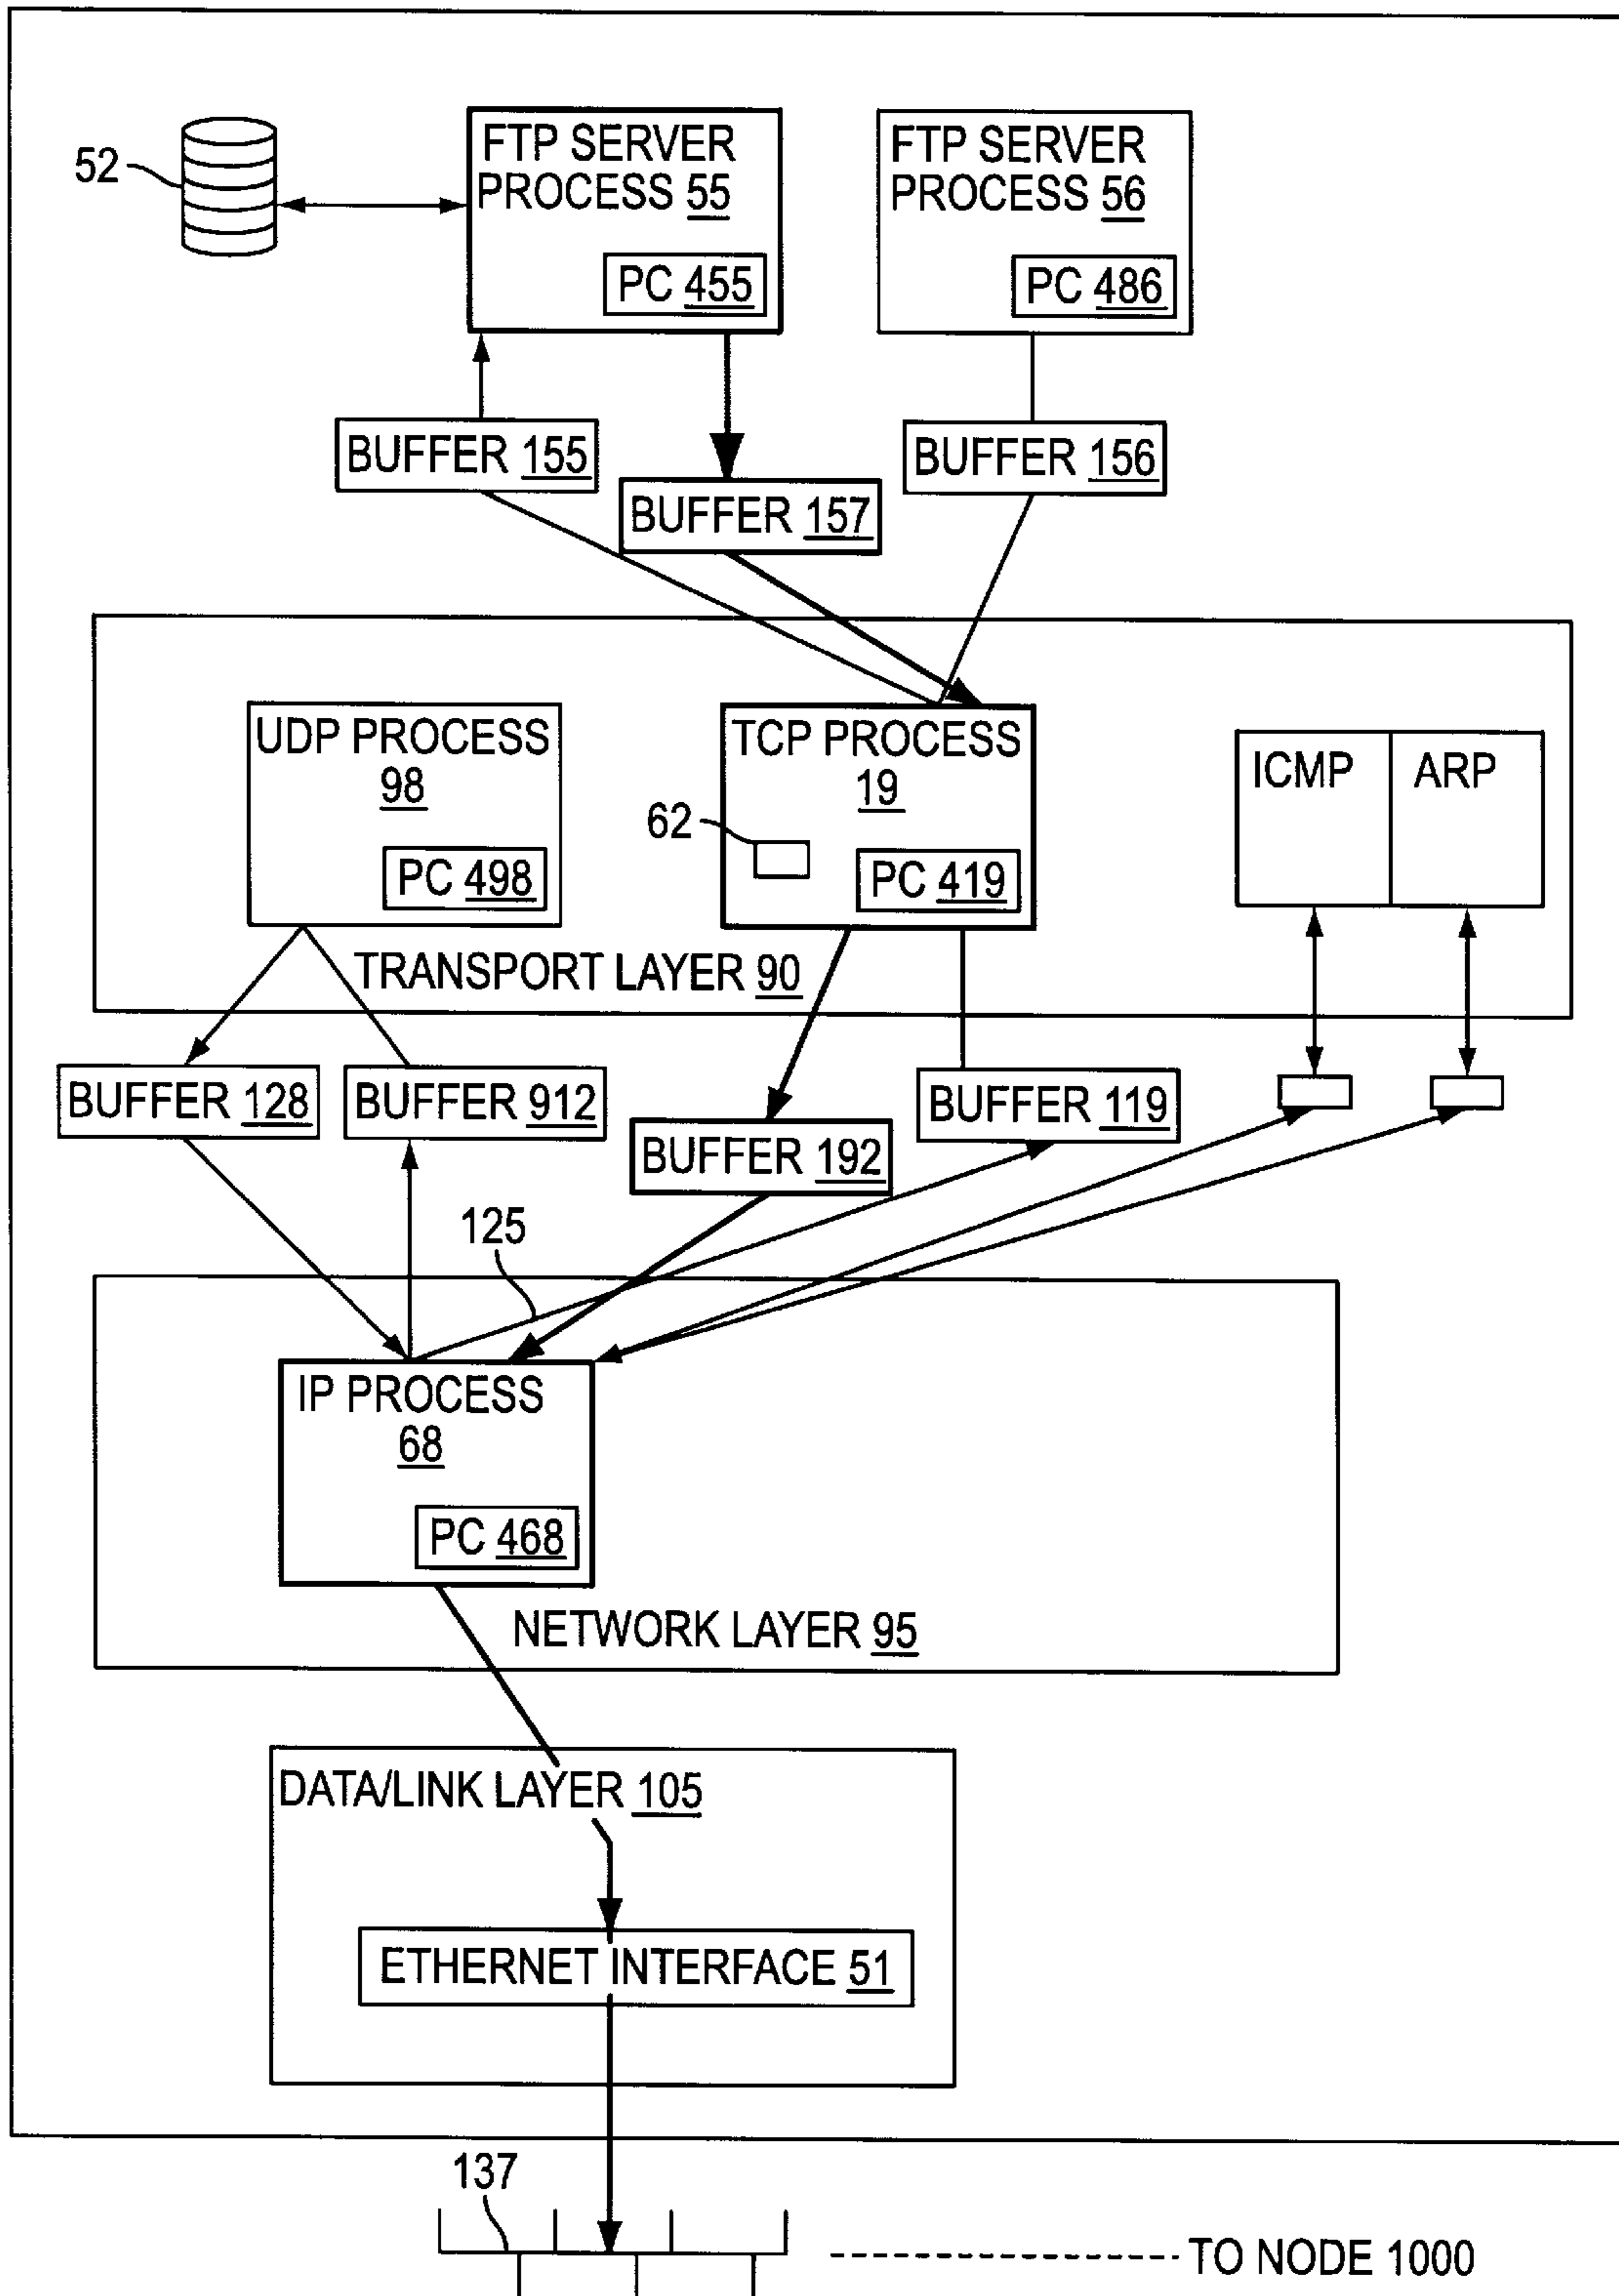 52
FTP SERVER
PROCESS 55
PC 455
FTP SERVER
PROCESS 56
PC 486
BUFFER 155
BUFFER 157
BUFFER 156
UDP PROCESS
98
PC 498
TCP PROCESS
19
62
PC 419
ICMP
ARP
TRANSPORT LAYER 90
BUFFER 128
BUFFER 912
BUFFER 192
BUFFER 119
125
IP PROCESS
68
PC 468
NETWORK LAYER 95
DATA/LINK LAYER 105
ETHERNET INTERFACE 51
137
TO NODE 1000